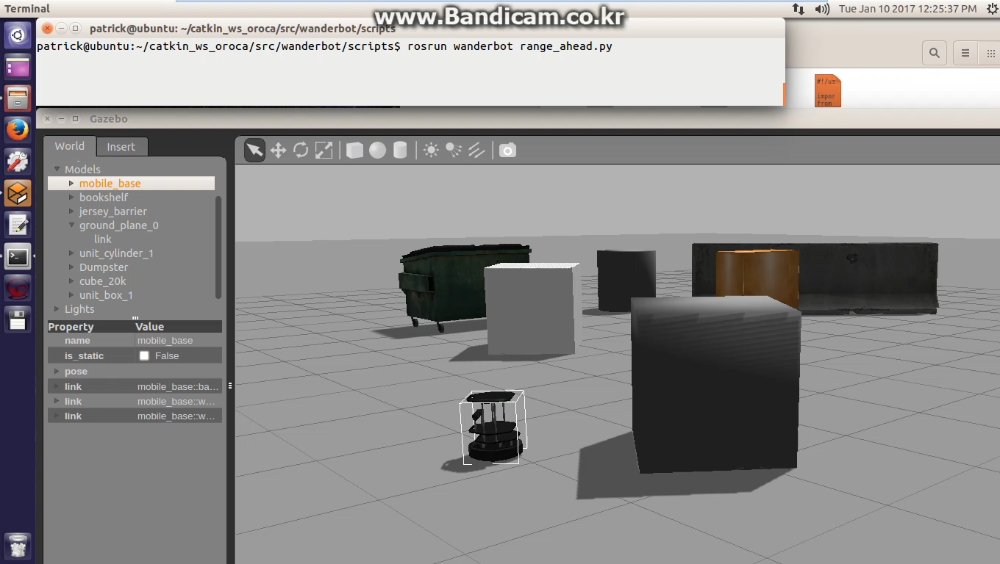 Terminal
www.Bandicam.co.kr
Tue Jan 10 2017 12:25:37 PM
patrick@ubuntu: ~/catkin_ws_oroca/src/wanderbot/scripts
patrick@ubuntu:~/catkin_ws_oroca/src/wanderbot/scripts$ rosrun wanderbot range_ahead.py
#!/us
impor
from
Gazebo
World Insert
Models
mobile_base
bookshelf
jersey_barrier
ground_plane_0
link
unit_cylinder_1
Dumpster
cube_20k
unit_box_1
Lights
Property Value
name mobile_base
is_static False
pose
link mobile_base::ba...
link mobile_base::w...
link mobile_base::w...